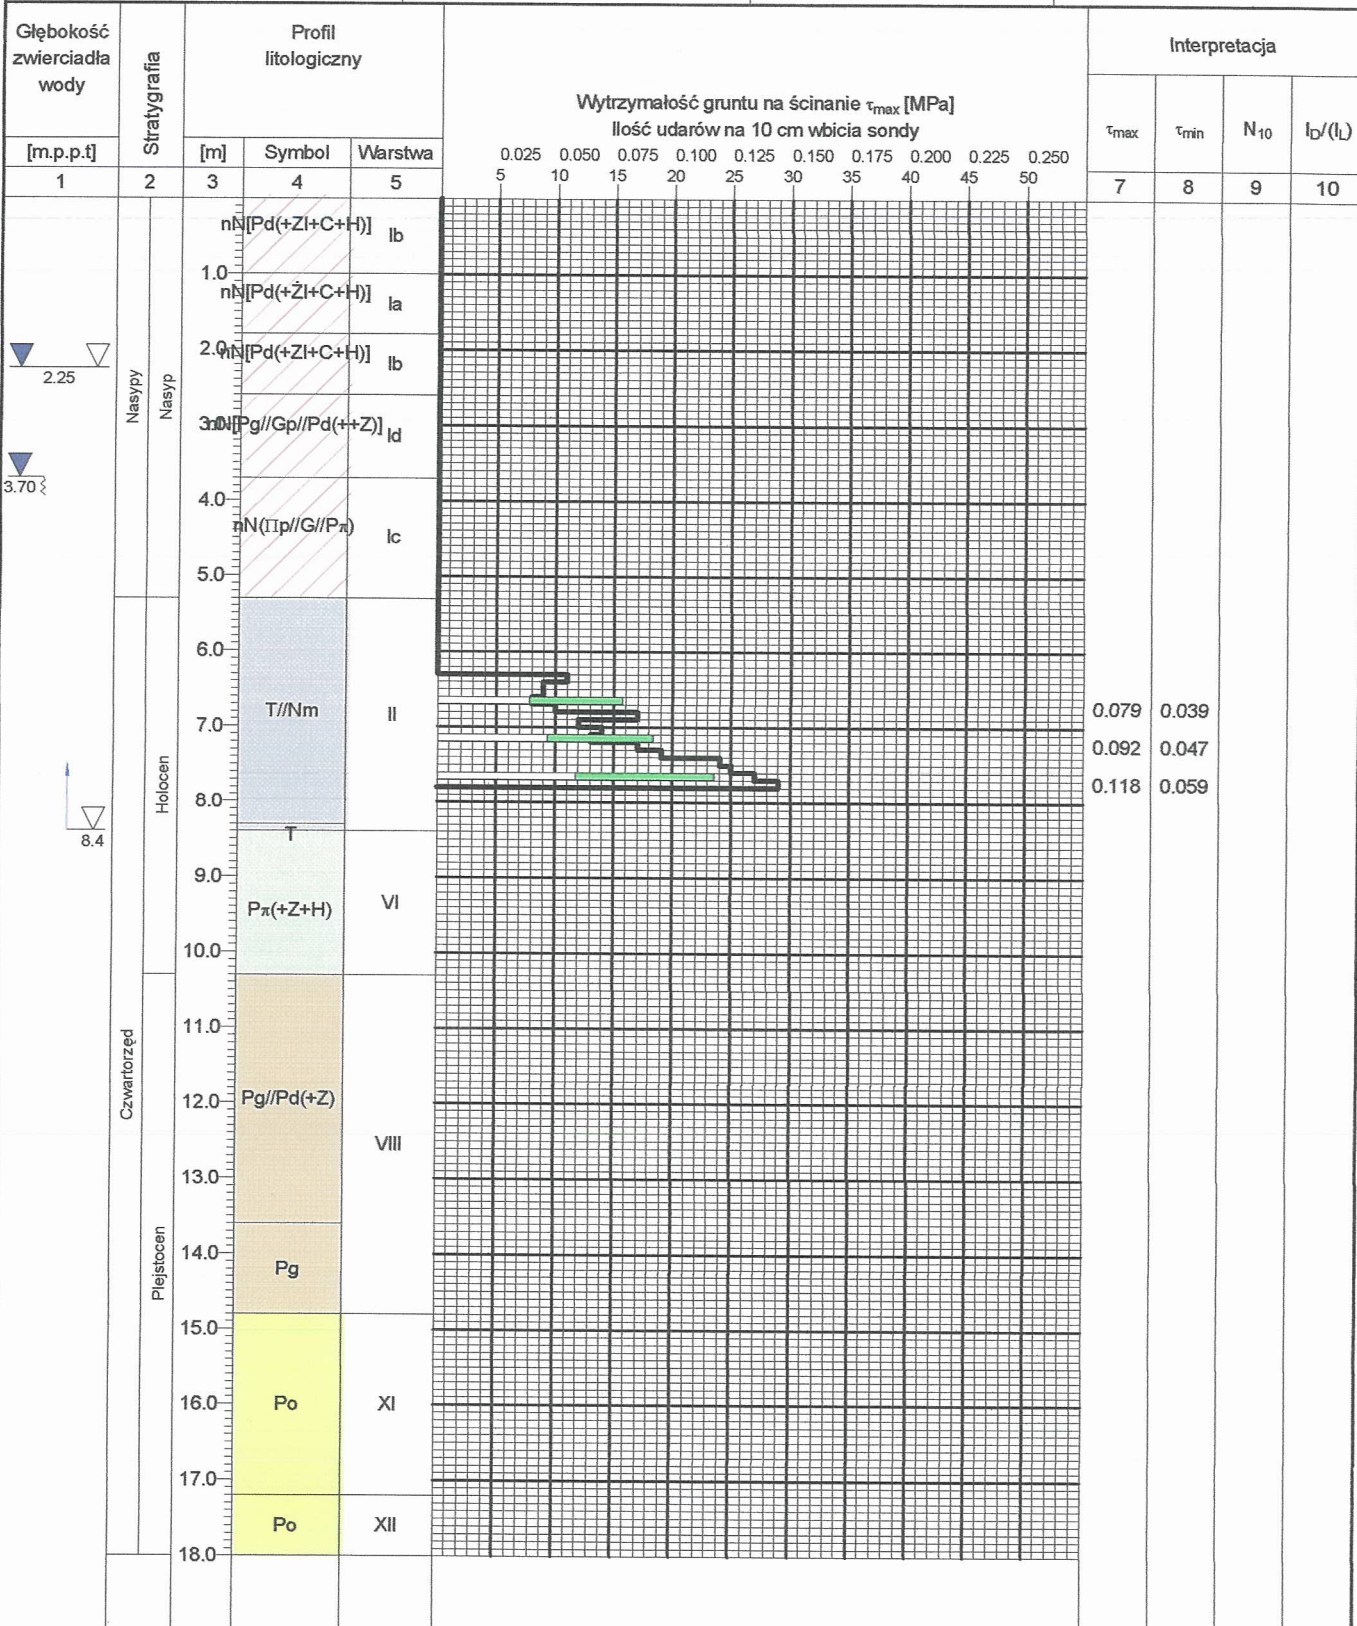 Głębokość
zwierciadła
wody
[m.p.p.t]
1
Stratygrafia
2
Profil
litologiczny
[m]
Symbol
Warstwa
3
4
5
Wytrzymałość gruntu na ścinanie τmax [MPa]
Ilość udarów na 10 cm wbicia sondy
0.025 0.050 0.075 0.100 0.125 0.150 0.175 0.200 0.225 0.250
5 10 15 20 25 30 35 40 45 50
Interpretacja
τmax
τmin
N10
ID/(IL)
7
8
9
10
nN[Pd(+Zl+C+H)] Ib
1.0
nN[Pd(+Żl+C+H)] Ia
2.0
nN[Pd(+Zl+C+H)] Ib
2.25
Nasypy
Nasyp
3.0
nN[Pg//Gp//Pd(++Z)] Id
3.70
4.0
nN(Πp//G//Pπ) Ic
5.0
6.0
T//Nm II
7.0
0.079 0.039
0.092 0.047
0.118 0.059
8.0
Holocen
8.4
T
9.0
Pπ(+Z+H) VI
10.0
11.0
Czwartorzęd
12.0
Pg//Pd(+Z)
VIII
13.0
Plejstocen
14.0
Pg
15.0
16.0
Po XI
17.0
Po XII
18.0